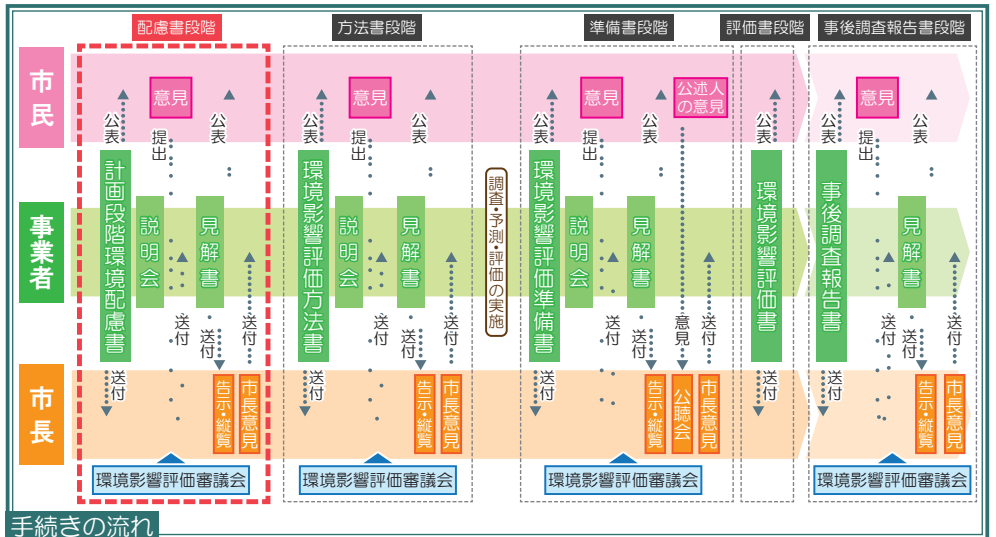 配慮書段階
方法書段階
準備書段階
評価書段階
事後調査報告書段階
市民
意見
意見
意見
公述人
の意見
意見
公表
提出
公表
公表
提出
公表
公表
提出
公表
公表
公表
提出
公表
事業者
計画段階環境配慮書
説明会
見解書
環境影響評価方法書
説明会
見解書
調査・予測・評価の実施
環境影響評価準備書
説明会
見解書
環境影響評価書
事後調査報告書
見解書
送付
送付
送付
送付
送付
送付
送付
送付
送付
送付
送付
意見
送付
送付
送付
送付
送付
送付
市長
告示・縦覧
市長意見
告示・縦覧
市長意見
告示・縦覧
公聴会
市長意見
告示・縦覧
市長意見
環境影響評価審議会
環境影響評価審議会
環境影響評価審議会
環境影響評価審議会
手続きの流れ